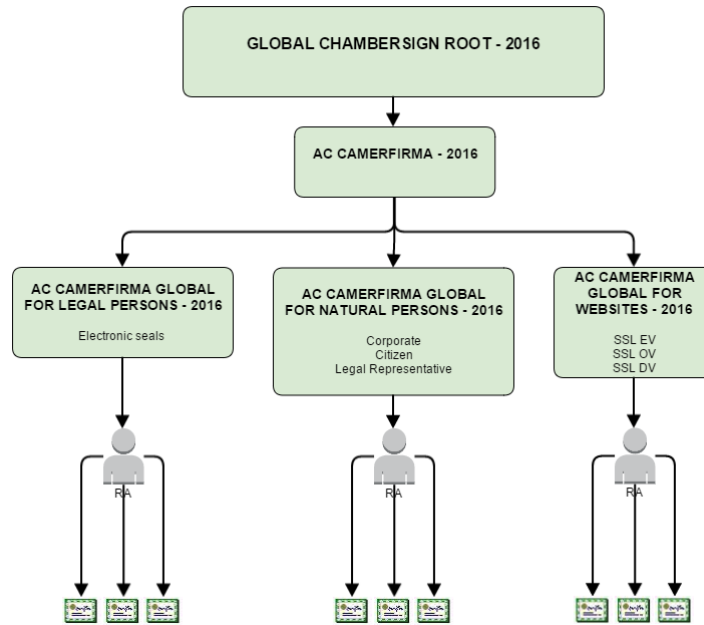 GLOBAL CHAMBERSIGN ROOT - 2016
AC CAMERFIRMA - 2016
AC CAMERFIRMA GLOBAL
FOR LEGAL PERSONS - 2016
Electronic seals
AC CAMERFIRMA GLOBAL
FOR NATURAL PERSONS - 2016
Corporate
Citizen
Legal Representative
AC CAMERFIRMA
GLOBAL FOR
WEBSITES - 2016
SSL EV
SSL OV
SSL DV
RA
RA
RA